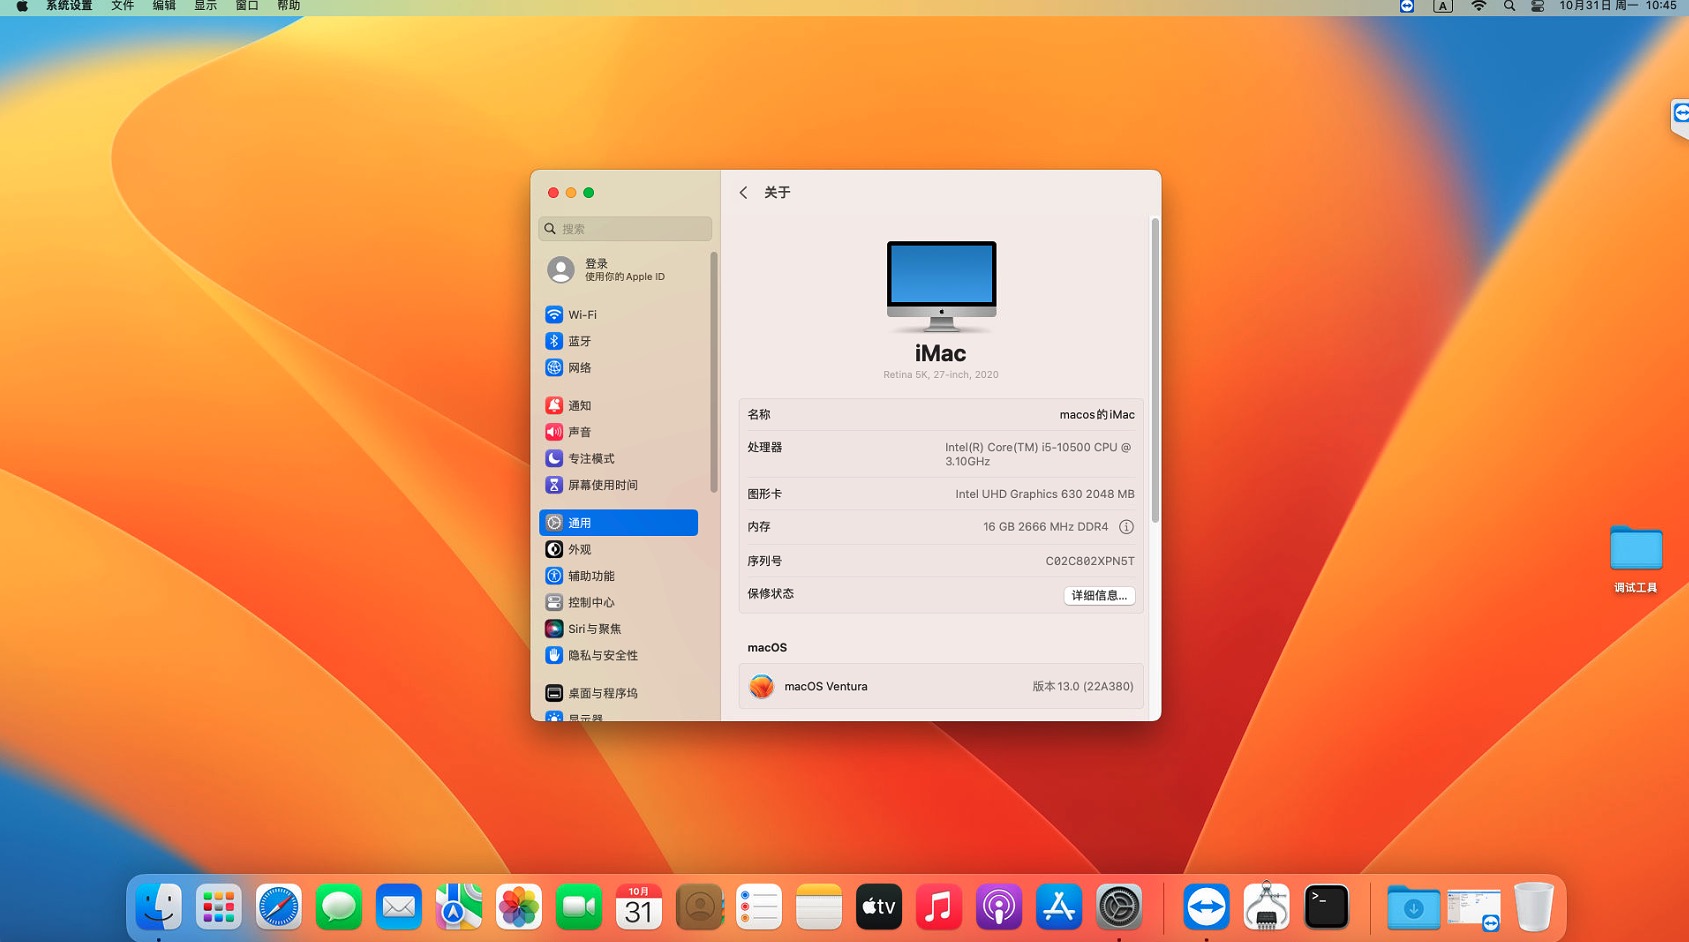 系统设置 文件 编辑 显示 窗口 帮助
A
10月31日 周一 10:45
关于
搜索
登录
使用你的 Apple ID
Wi-Fi
蓝牙
网络
通知
声音
专注模式
屏幕使用时间
通用
外观
辅助功能
控制中心
Siri与聚焦
隐私与安全性
桌面与程序坞
显示器
iMac
Retina 5K, 27-inch, 2020
名称 macos的iMac
处理器 Intel(R) Core(TM) i5-10500 CPU @
3.10GHz
图形卡 Intel UHD Graphics 630 2048 MB
内存 16 GB 2666 MHz DDR4
序列号 C02C802XPN5T
保修状态 详细信息...
macOS
macOS Ventura 版本 13.0 (22A380)
调试工具
10月
31
tv
>_